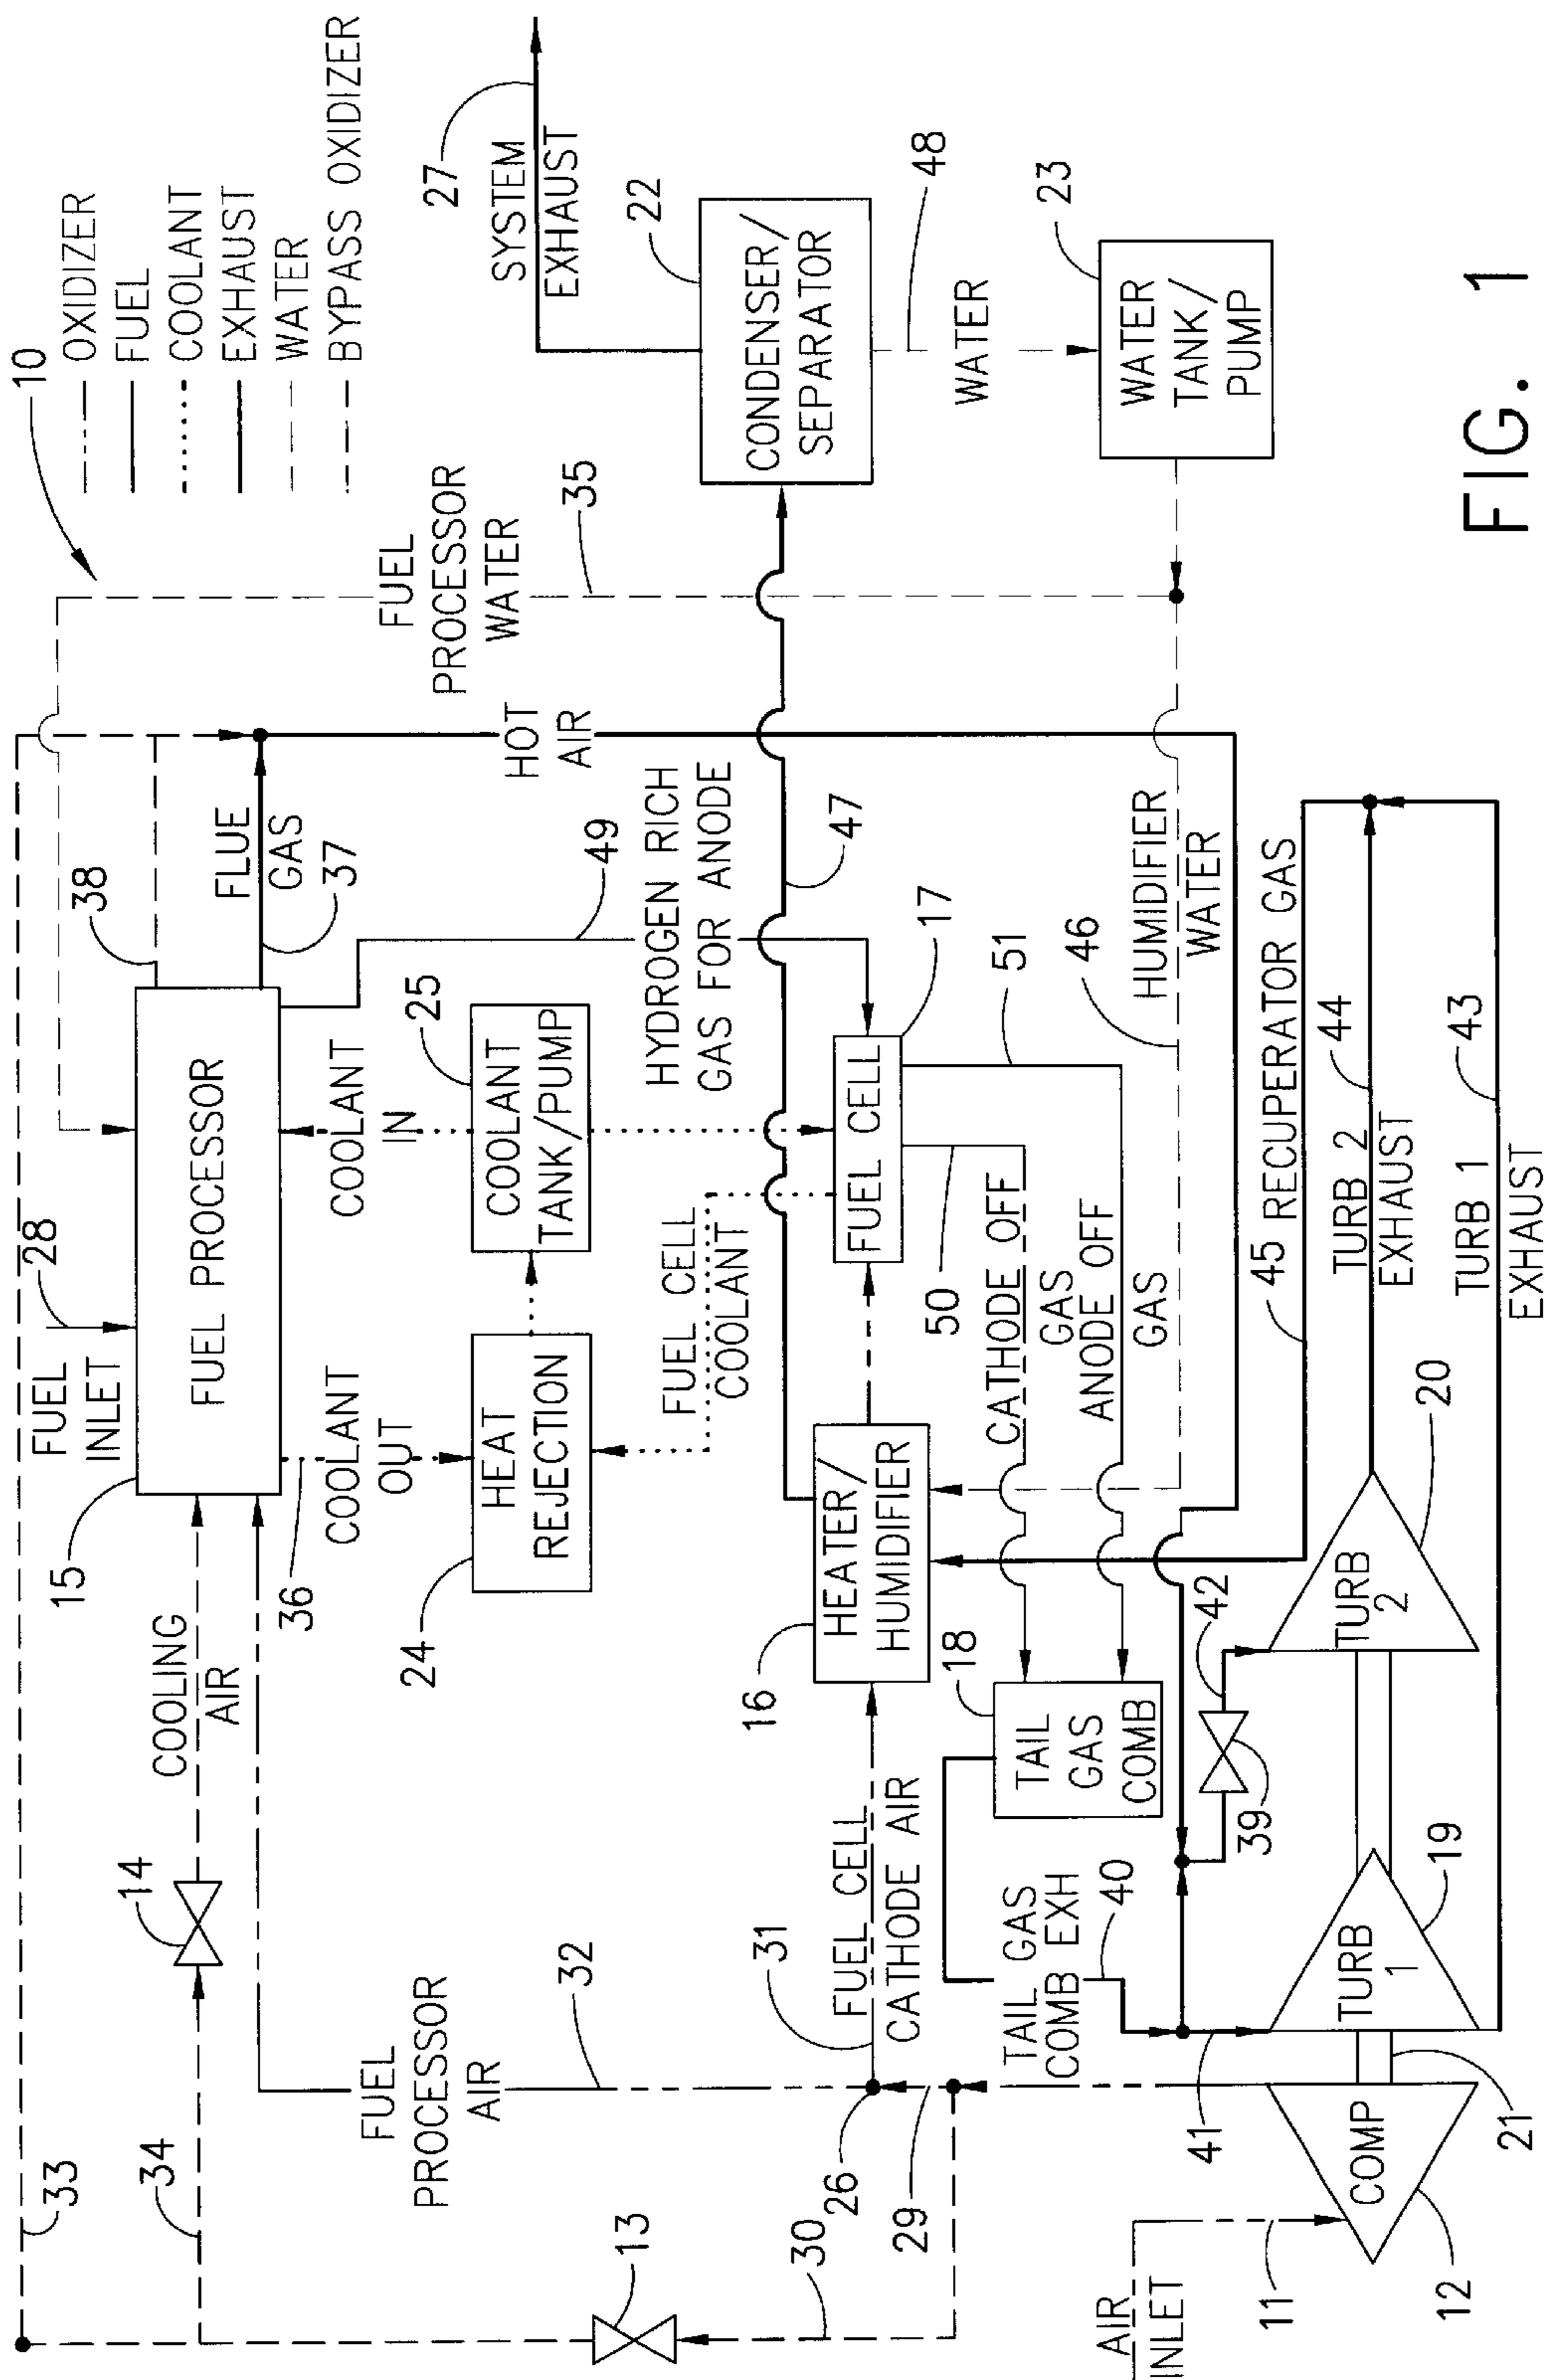 10
OXIDIZER
FUEL
COOLANT
EXHAUST
WATER
BYPASS OXIDIZER
33
34
14
COOLING
AIR
15
FUEL
INLET
28
FUEL PROCESSOR
38
FLUE
GAS
37
FUEL
PROCESSOR
WATER
35
27
SYSTEM
EXHAUST
13
30
FUEL
PROCESSOR
AIR
32
36
COOLANT
OUT
COOLANT
IN
24
HEAT
REJECTION
25
COOLANT
TANK/PUMP
49
HOT
AIR
HYDROGEN RICH
GAS FOR ANODE
FUEL CELL
COOLANT
47
22
CONDENSER/
SEPARATOR
48
WATER
23
WATER
TANK/
PUMP
26
29
31
FUEL CELL
CATHODE AIR
16
HEATER/
HUMIDIFIER
FUEL CELL
17
50
51
CATHODE OFF
GAS
ANODE OFF
GAS
46
HUMIDIFIER
WATER
18
TAIL
GAS
COMB
TAIL GAS
COMB EXH
40
41
39
42
45
RECUPERATOR GAS
AIR
INLET
11
12
COMP
21
TURB
1
19
TURB
2
20
TURB 2
EXHAUST
44
TURB 1
EXHAUST
43
FIG. 1